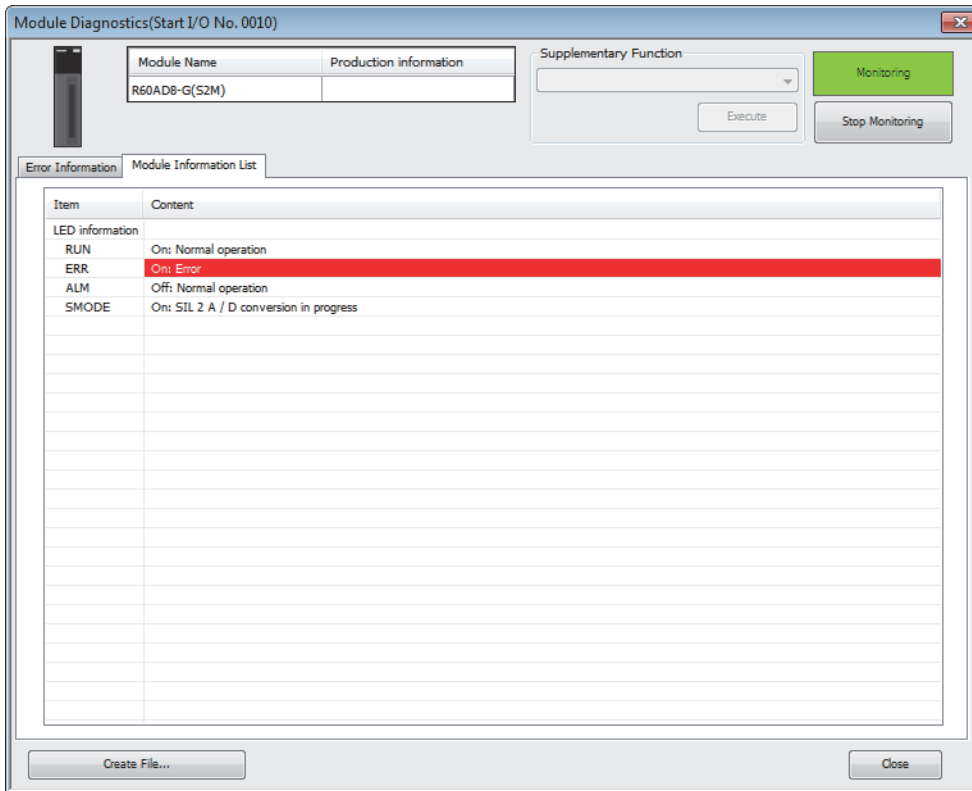 Module Diagnostics(Start I/O No. 0010)
Module Name Production information
R60AD8-G(S2M)
Supplementary Function
Execute
Monitoring
Stop Monitoring
Error Information Module Information List
Item Content
LED information
RUN On: Normal operation
ERR On: Error
ALM Off: Normal operation
SMODE On: SIL 2 A / D conversion in progress
Create File... Close